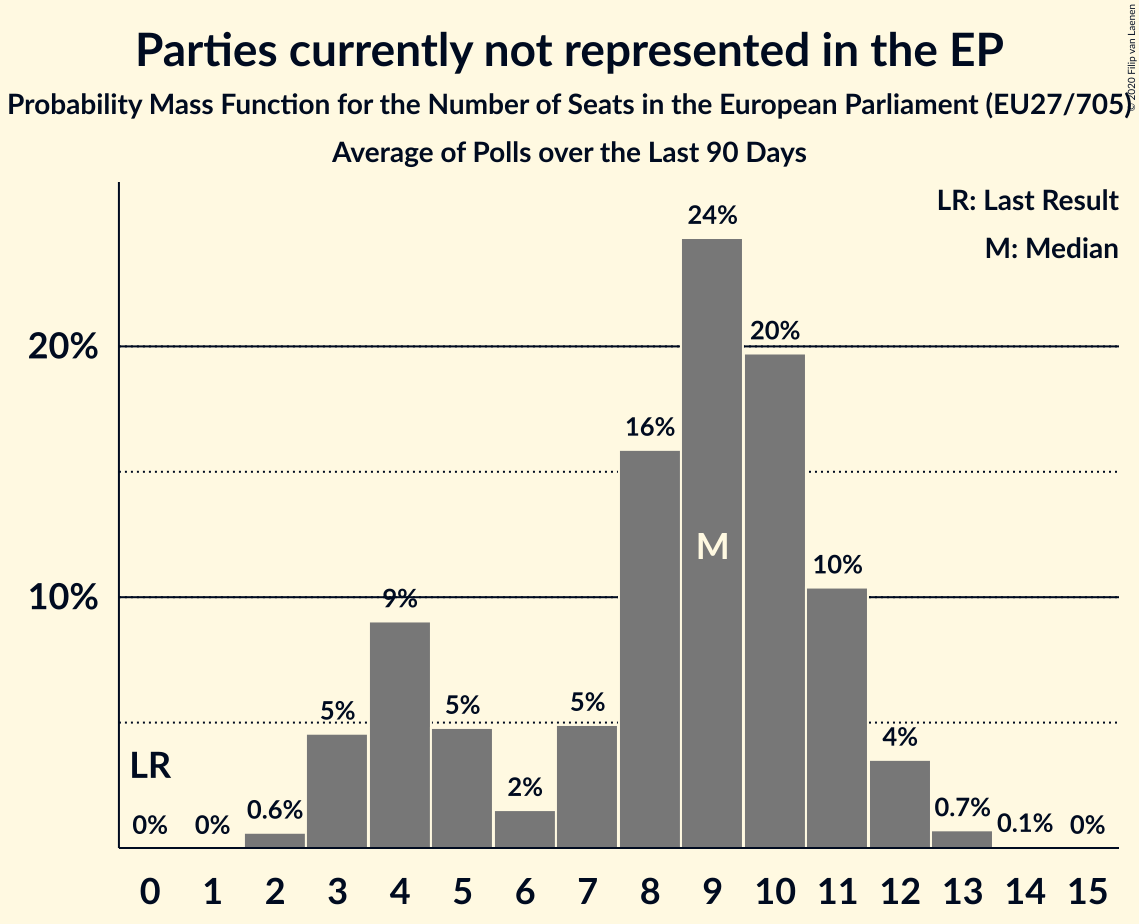 Parties currently not represented in the EP
Probability Mass Function for the Number of Seats in the European Parliament (EU27/705)
Average of Polls over the Last 90 Days
© 2020 Filip van Laenen
LR: Last Result
M: Median
20%
10%
LR
0%
0%
0.6%
5%
9%
5%
2%
5%
16%
24%
M
20%
10%
4%
0.7%
0.1%
0%
0 1 2 3 4 5 6 7 8 9 10 11 12 13 14 15